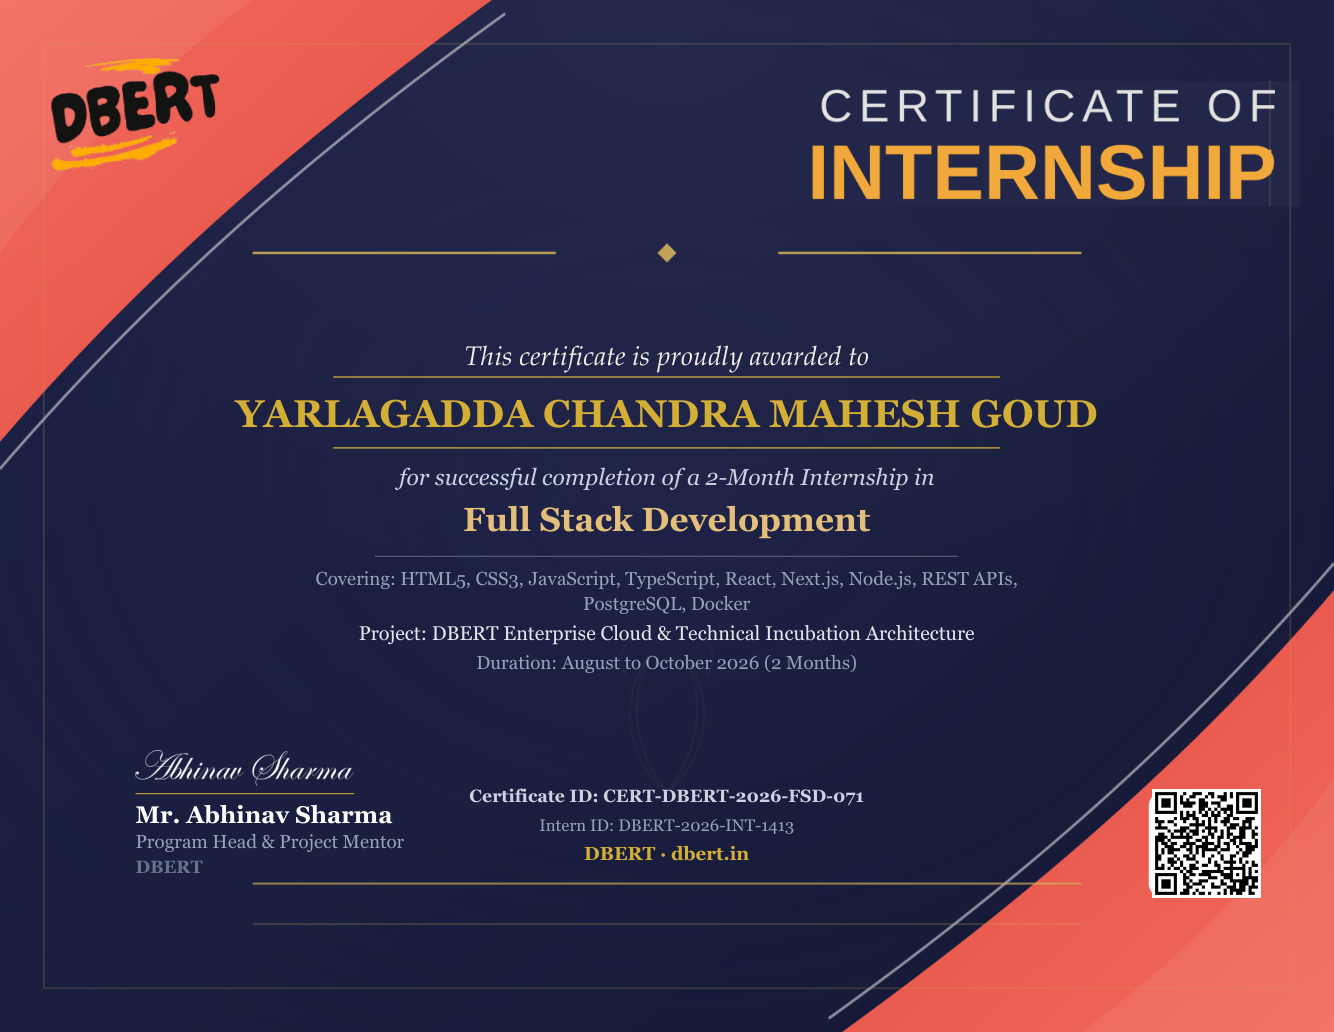 DBERT
CERTIFICATE OF
INTERNSHIP
This certificate is proudly awarded to
YARLAGADDA CHANDRA MAHESH GOUD
for successful completion of a 2-Month Internship in
Full Stack Development
Covering: HTML5, CSS3, JavaScript, TypeScript, React, Next.js, Node.js, REST APIs,
PostgreSQL, Docker
Project: DBERT Enterprise Cloud & Technical Incubation Architecture
Duration: August to October 2026 (2 Months)
Abhinav Sharma
Mr. Abhinav Sharma
Program Head & Project Mentor
DBERT
Certificate ID: CERT-DBERT-2026-FSD-071
Intern ID: DBERT-2026-INT-1413
DBERT · dbert.in